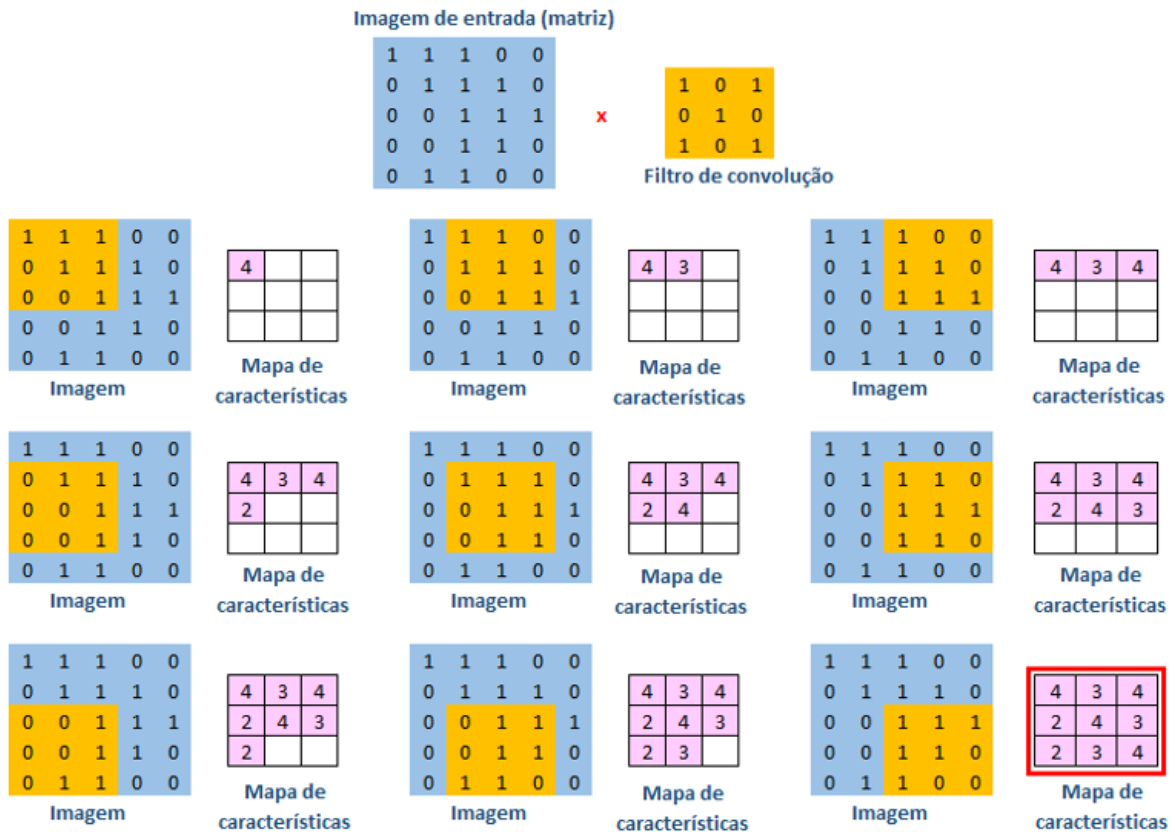 Imagem de entrada (matriz)
1 1 1 0 0
0 1 1 1 0
0 0 1 1 1
0 0 1 1 0
0 1 1 0 0
x
1 0 1
0 1 0
1 0 1
Filtro de convolução
1 1 1 0 0
0 1 1 1 0
0 0 1 1 1
0 0 1 1 0
0 1 1 0 0
Imagem
4
Mapa de
características
1 1 1 0 0
0 1 1 1 0
0 0 1 1 1
0 0 1 1 0
0 1 1 0 0
Imagem
4 3
Mapa de
características
1 1 1 0 0
0 1 1 1 0
0 0 1 1 1
0 0 1 1 0
0 1 1 0 0
Imagem
4 3 4
Mapa de
características
1 1 1 0 0
0 1 1 1 0
0 0 1 1 1
0 0 1 1 0
0 1 1 0 0
Imagem
4 3 4
2
Mapa de
características
1 1 1 0 0
0 1 1 1 0
0 0 1 1 1
0 0 1 1 0
0 1 1 0 0
Imagem
4 3 4
2 4
Mapa de
características
1 1 1 0 0
0 1 1 1 0
0 0 1 1 1
0 0 1 1 0
0 1 1 0 0
Imagem
4 3 4
2 4 3
Mapa de
características
1 1 1 0 0
0 1 1 1 0
0 0 1 1 1
0 0 1 1 0
0 1 1 0 0
Imagem
4 3 4
2 4 3
2
Mapa de
características
1 1 1 0 0
0 1 1 1 0
0 0 1 1 1
0 0 1 1 0
0 1 1 0 0
Imagem
4 3 4
2 4 3
2 3
Mapa de
características
1 1 1 0 0
0 1 1 1 0
0 0 1 1 1
0 0 1 1 0
0 1 1 0 0
Imagem
4 3 4
2 4 3
2 3 4
Mapa de
características